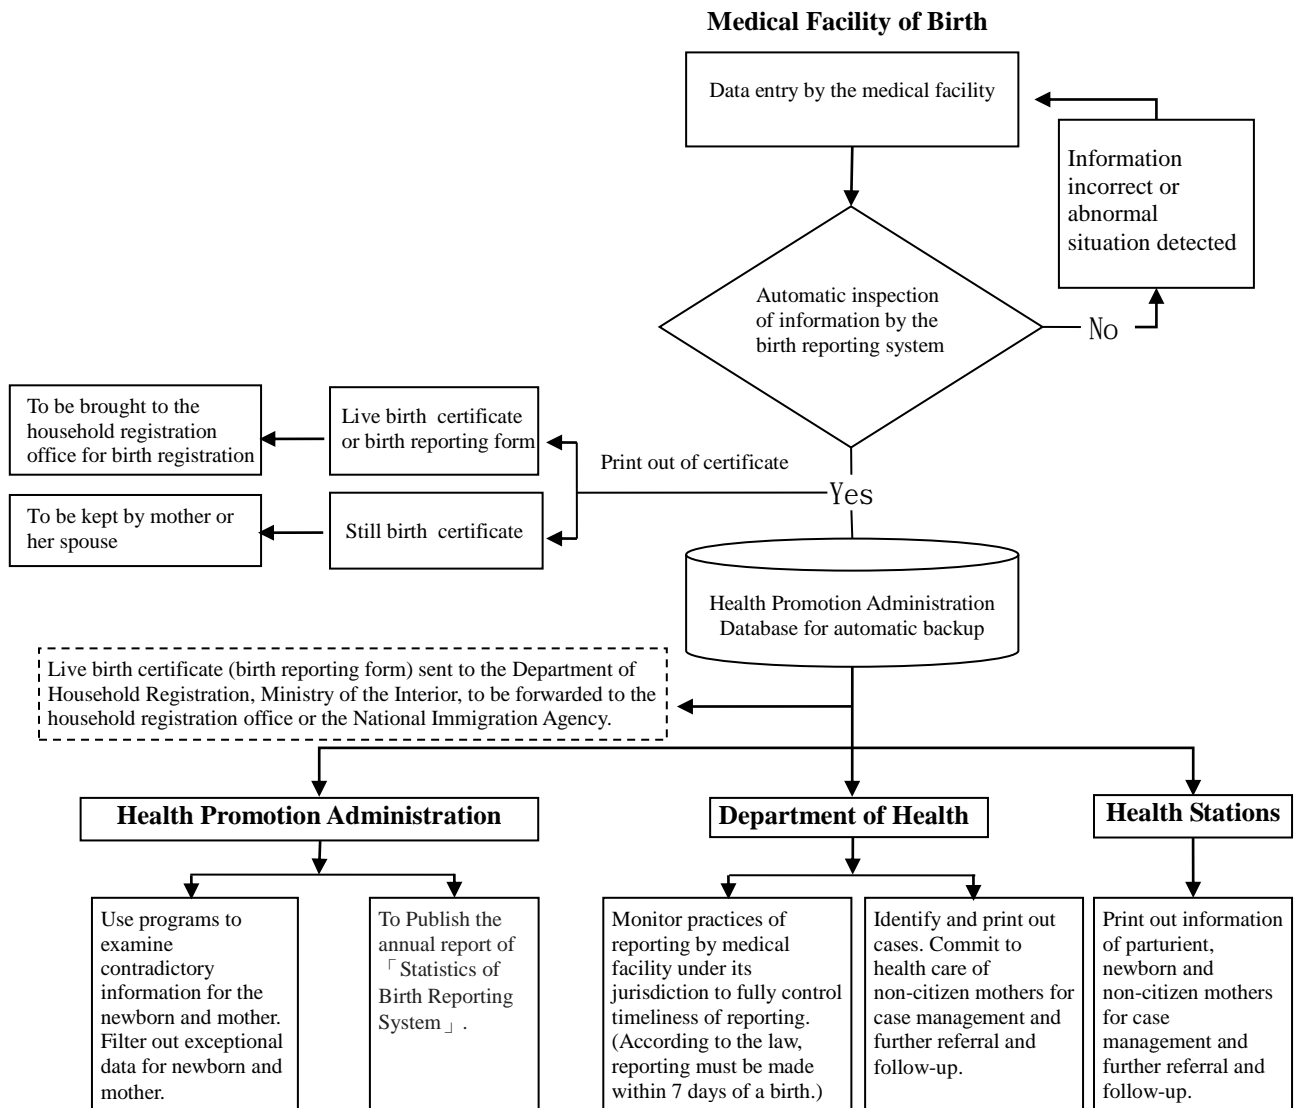 Medical Facility of Birth
Data entry by the medical facility
Information
incorrect or
abnormal
situation detected
Automatic inspection
of information by the
birth reporting system
No
To be brought to the
household registration
office for birth registration
Live birth certificate
or birth reporting form
Print out of certificate
Yes
To be kept by mother or
her spouse
Still birth certificate
Health Promotion Administration
Database for automatic backup
Live birth certificate (birth reporting form) sent to the Department of
Household Registration, Ministry of the Interior, to be forwarded to the
household registration office or the National Immigration Agency.
Health Promotion Administration
Department of Health
Health Stations
Use programs to
examine
contradictory
information for the
newborn and mother.
Filter out exceptional
data for newborn and
mother.
To Publish the
annual report of
「Statistics of
Birth Reporting
System」.
Monitor practices of
reporting by medical
facility under its
jurisdiction to fully control
timeliness of reporting.
(According to the law,
reporting must be made
within 7 days of a birth.)
Identify and print out
cases. Commit to
health care of
non-citizen mothers for
case management and
further referral and
follow-up.
Print out information
of parturient,
newborn and
non-citizen mothers
for case
management and
further referral and
follow-up.